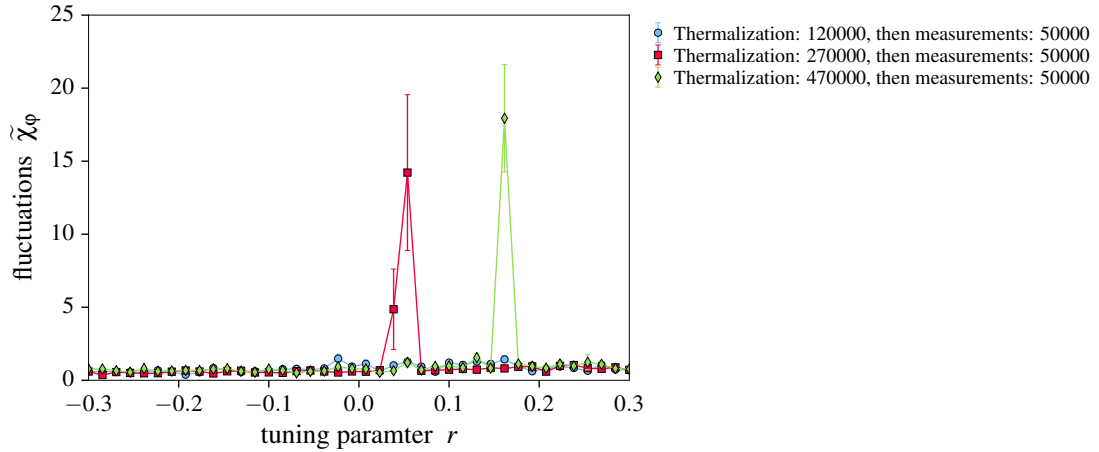 25
20
15
10
5
0
fluctuations χ̃φ
−0.3
−0.2
−0.1
0.0
0.1
0.2
0.3
tuning paramter r
Thermalization: 120000, then measurements: 50000
Thermalization: 270000, then measurements: 50000
Thermalization: 470000, then measurements: 50000